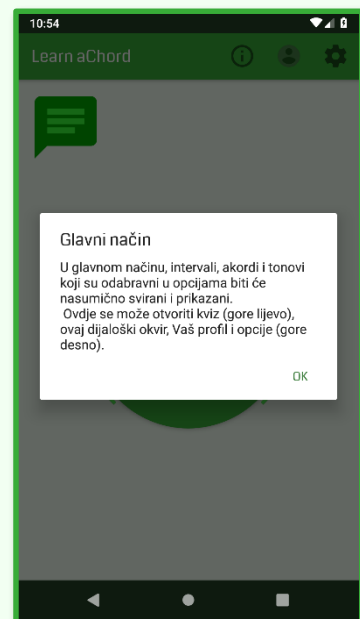 10:54
Learn aChord
Glavni način
U glavnom načinu, intervali, akordi i tonovi
koji su odabravni u opcijama biti će
nasumično svirani i prikazani.
Ovdje se može otvoriti kviz (gore lijevo),
ovaj dijaloški okvir, Vaš profil i opcije (gore
desno).
OK